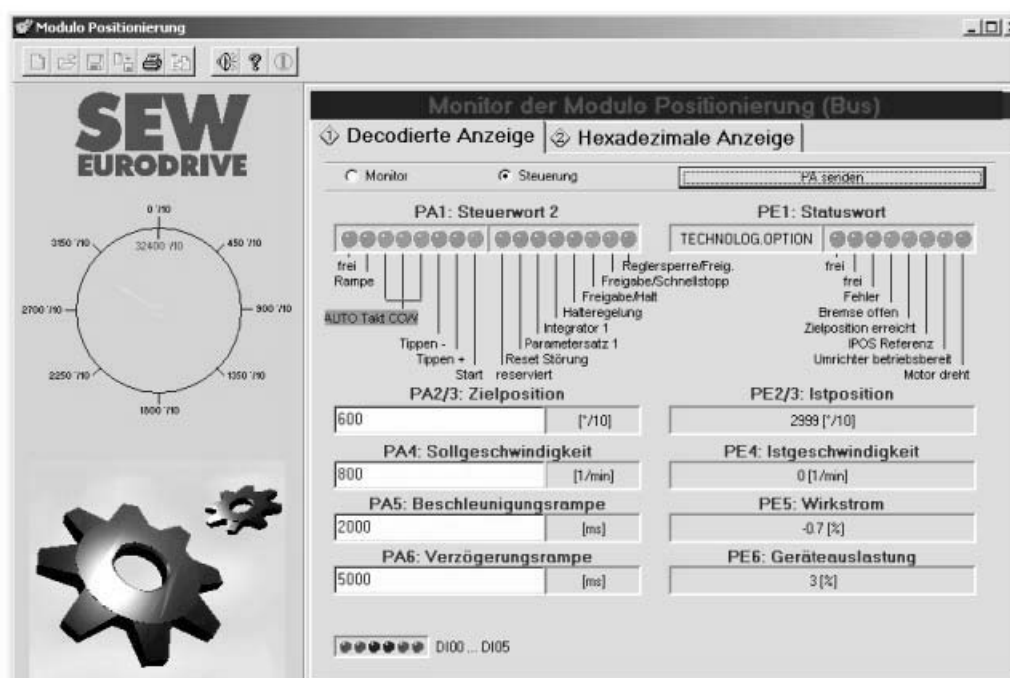 Modulo Positionierung
SEW
EURODRIVE
0 °/10
32400 °/10
450 °/10
900 °/10
1350 °/10
1800 °/10
2250 °/10
2700 °/10
3150 °/10
Monitor der Modulo Positionierung (Bus)
1 Decodierte Anzeige
2 Hexadezimale Anzeige
Monitor
Steuerung
PA senden
PA1: Steuerwort 2
frei
Rampe
AUTO Takt CCW
Tippen -
Tippen +
Start
reserviert
Reset Störung
Parametersatz 1
Integrator 1
Halteregelung
Freigabe/Halt
Freigabe/Schnellstopp
Reglersperre/Freig.
PE1: Statuswort
TECHNOLOG.OPTION
frei
frei
Fehler
Bremse offen
Zielposition erreicht
IPOS Referenz
Umrichter betriebsbereit
Motor dreht
PA2/3: Zielposition
600 [°/10]
PE2/3: Istposition
2999 [°/10]
PA4: Sollgeschwindigkeit
800 [1/min]
PE4: Istgeschwindigkeit
0 [1/min]
PA5: Beschleunigungsrampe
2000 [ms]
PE5: Wirkstrom
-0.7 [%]
PA6: Verzögerungsrampe
5000 [ms]
PE6: Geräteauslastung
3 [%]
DI00 ... DI05